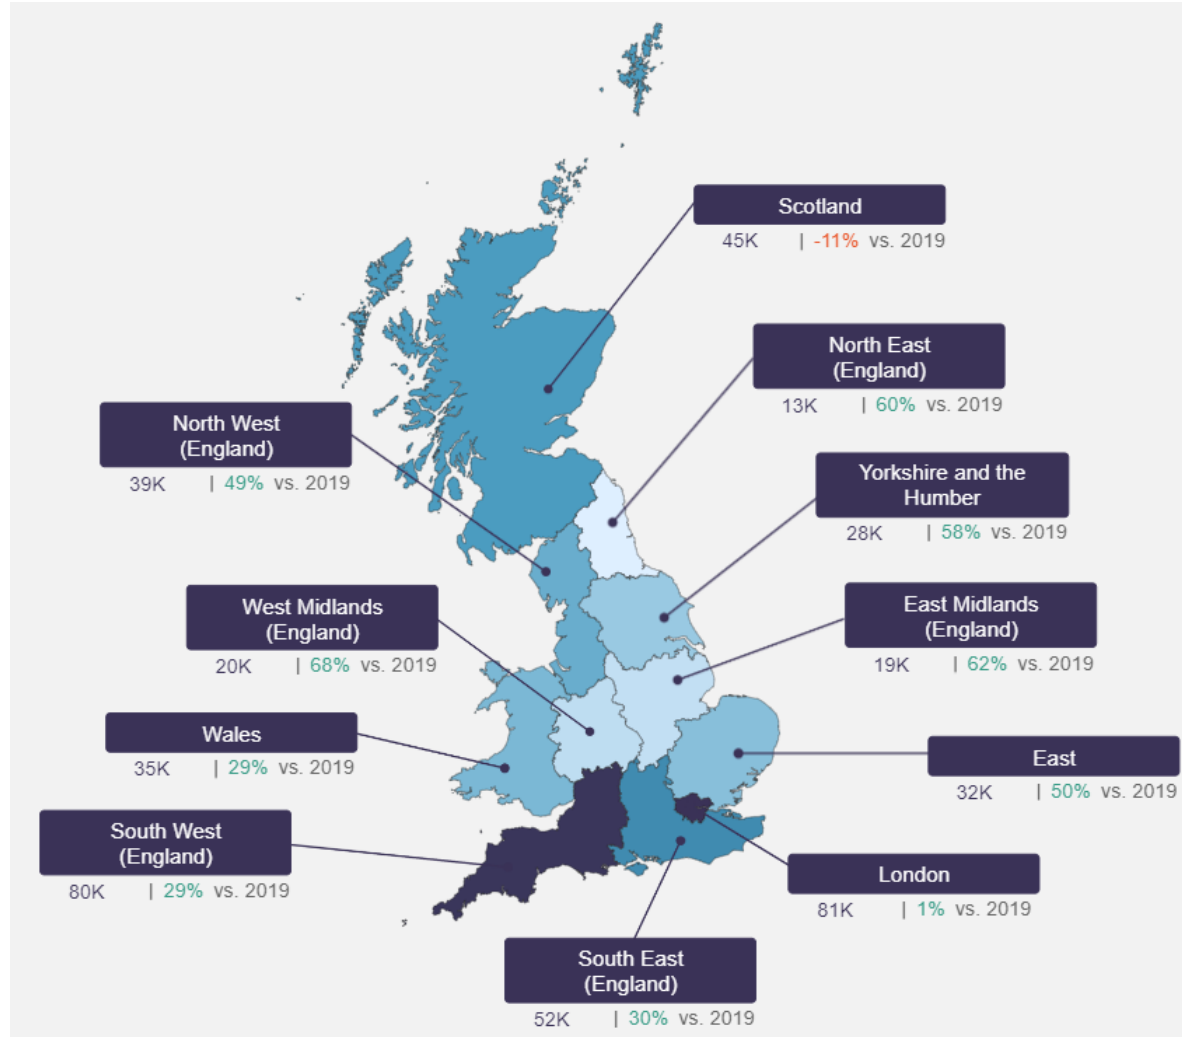 Scotland
45K | -11% vs. 2019
North East
(England)
13K | 60% vs. 2019
North West
(England)
39K | 49% vs. 2019
Yorkshire and the
Humber
28K | 58% vs. 2019
West Midlands
(England)
20K | 68% vs. 2019
East Midlands
(England)
19K | 62% vs. 2019
Wales
35K | 29% vs. 2019
East
32K | 50% vs. 2019
South West
(England)
80K | 29% vs. 2019
London
81K | 1% vs. 2019
South East
(England)
52K | 30% vs. 2019